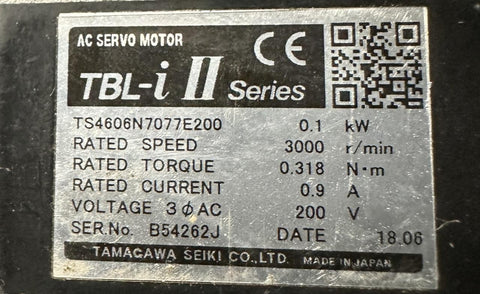 AC SERVO MOTOR
CE
TBL-i II Series
TS4606N7077E200 0.1 kW
RATED SPEED 3000 r/min
RATED TORQUE 0.318 N・m
RATED CURRENT 0.9 A
VOLTAGE 3φAC 200 V
SER.No. B54262J DATE 18.06
TAMAGAWA SEIKI CO.,LTD. MADE IN JAPAN